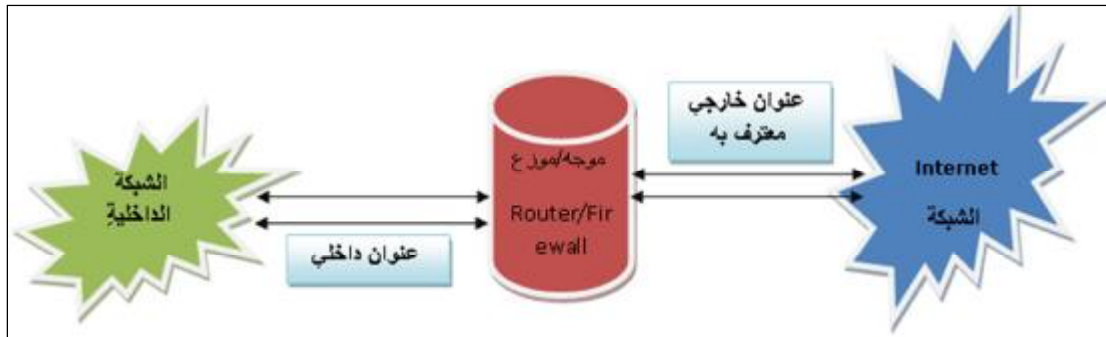 الشبكة
الداخلية
عنوان داخلي
موجه/موزع
Router/Fir
ewall
عنوان خارجي
معترف به
Internet
الشبكة